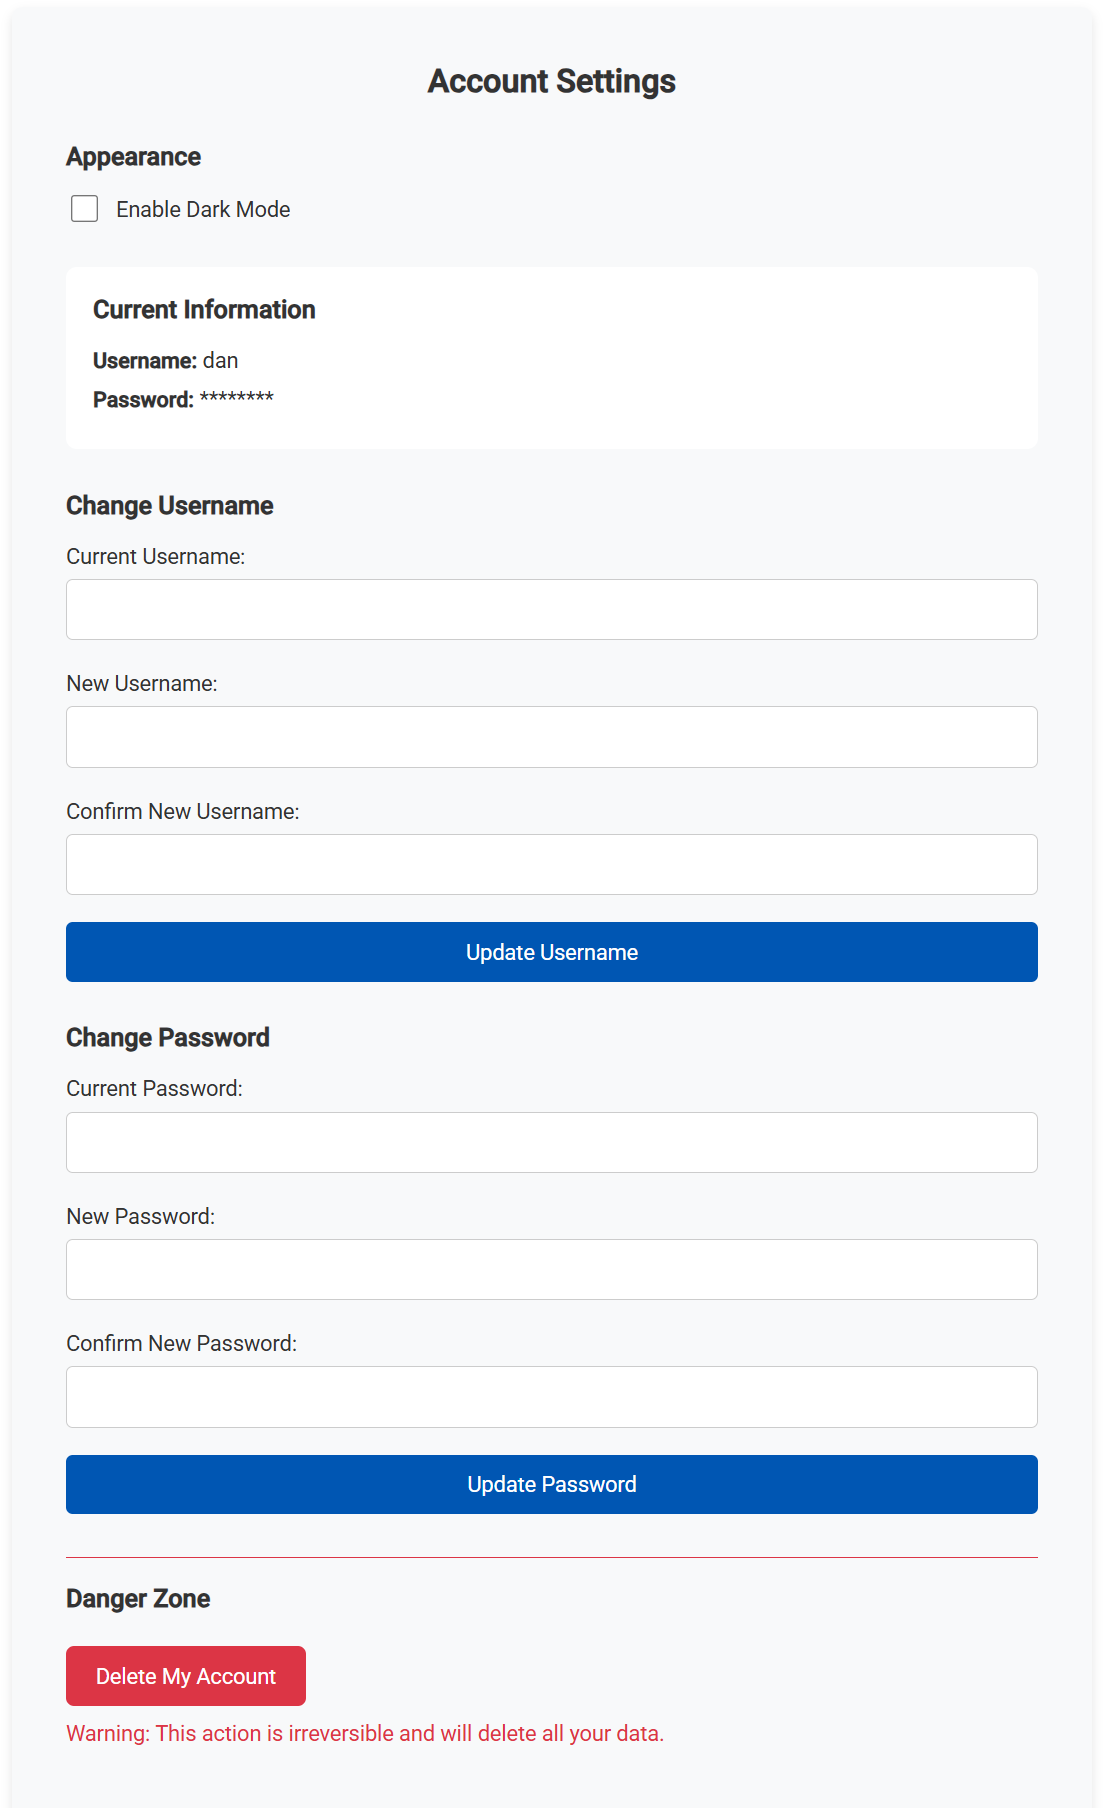 Account Settings
Appearance
Enable Dark Mode
Current Information
Username: dan
Password: ********
Change Username
Current Username:
New Username:
Confirm New Username:
Update Username
Change Password
Current Password:
New Password:
Confirm New Password:
Update Password
Danger Zone
Delete My Account
Warning: This action is irreversible and will delete all your data.